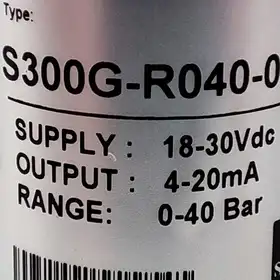 Type:
S300G-R040-0
SUPPLY : 18-30Vdc
OUTPUT : 4-20mA
RANGE: 0-40 Bar